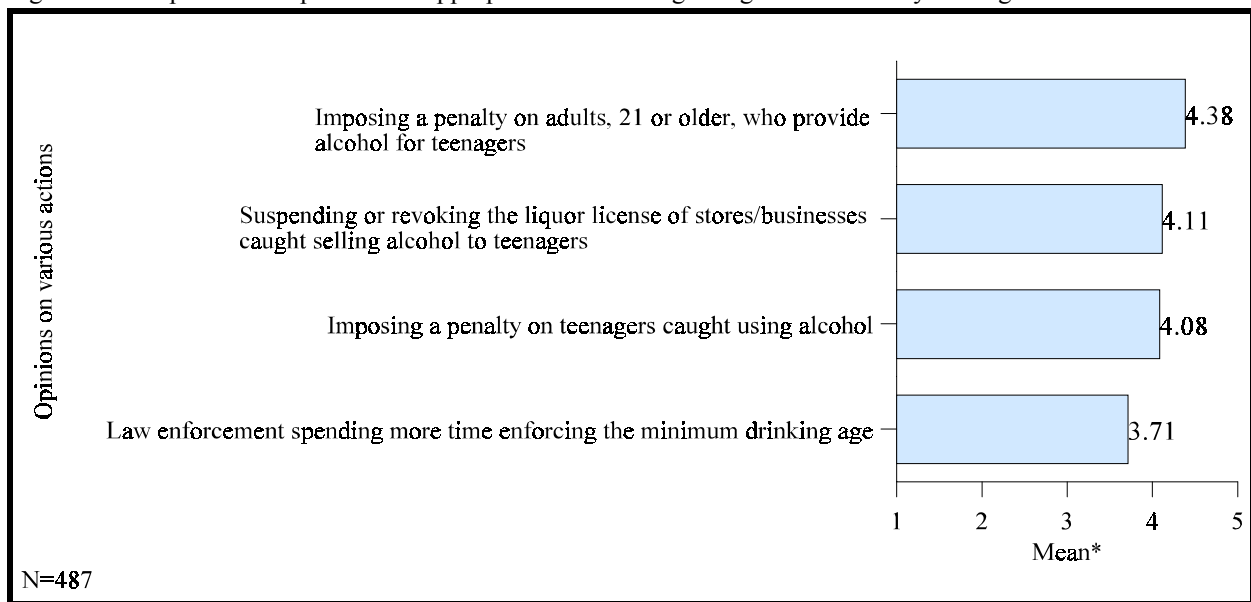 Opinions on various actions
Imposing a penalty on adults, 21 or older, who provide
alcohol for teenagers
4.38
Suspending or revoking the liquor license of stores/businesses
caught selling alcohol to teenagers
4.11
Imposing a penalty on teenagers caught using alcohol
4.08
Law enforcement spending more time enforcing the minimum drinking age
3.71
1 2 3 4 5
Mean*
N=487